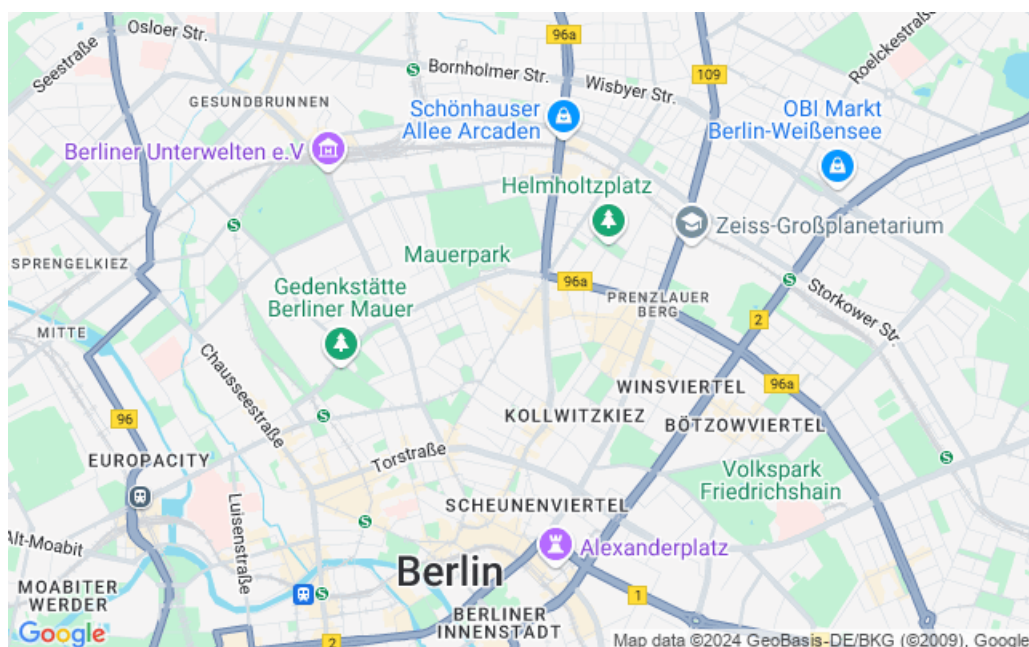 Osloer Str.
96a
Seestraße
Bornholmer Str.
109
Roelckestraße
Wisbyer Str.
GESUNDBRUNNEN
Schönhauser
Allee Arcaden
OBI Markt
Berlin-Weißensee
Berliner Unterwelten e.V
Helmholtzplatz
Zeiss-Großplanetarium
Mauerpark
SPRENGELKIEZ
Gedenkstätte
Berliner Mauer
96a
PRENZLAUER
BERG
Storkower Str.
MITTE
2
Chausseestraße
WINSVIERTEL
96a
96
KOLLWITZKIEZ
BÖTZOWVIERTEL
EUROPACITY
Torstraße
Volkspark
Friedrichshain
Luisenstraße
SCHEUNENVIERTEL
Alt-Moabit
Alexanderplatz
Berlin
MOABITER
WERDER
1
BERLINER
INNENSTADT
2
Google
Map data ©2024 GeoBasis-DE/BKG (©2009), Google